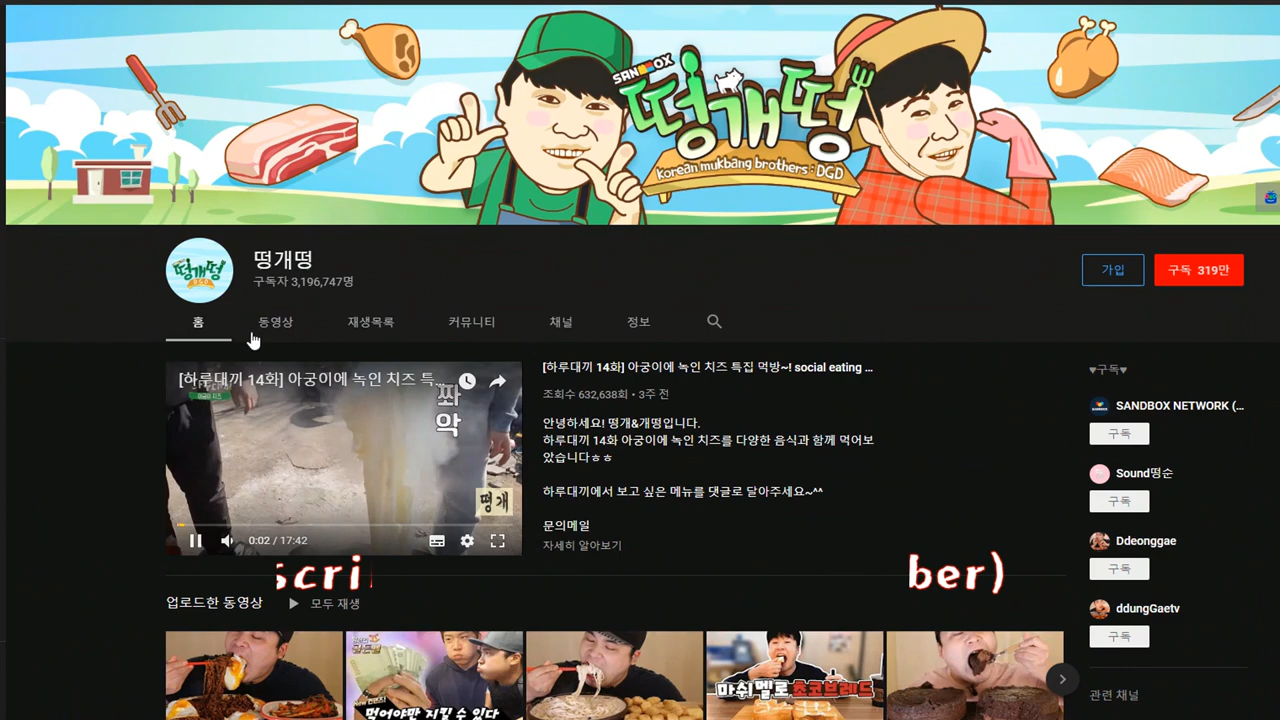 SANDBOX
떵개떵
Korean mukbang brothers : DGD
떵개떵
DGD
떵개떵
구독자 3,196,747명
가입
구독 319만
홈
동영상
재생목록
커뮤니티
채널
정보
[하루대끼 14화] 아궁이에 녹인 치즈 특...
쫘
악
떵개
0:02 / 17:42
[하루대끼 14화] 아궁이에 녹인 치즈 특집 먹방~! social eating ...
조회수 632,638회 • 3주 전
안녕하세요! 떵개&개떵입니다.
하루대끼 14화 아궁이에 녹인 치즈를 다양한 음식과 함께 먹어보
았습니다ㅎㅎ
하루대끼에서 보고 싶은 메뉴를 댓글로 달아주세요~^^
문의메일
자세히 알아보기
♥구독♥
SANDBOX NETWORK (...
구독
Sound떵순
구독
Ddeonggae
구독
ddungGaetv
구독
관련 채널
scri
ber)
업로드한 동영상
모두 재생
먹어야만 지킬 수 있다
마쉬멜로 초코브레드